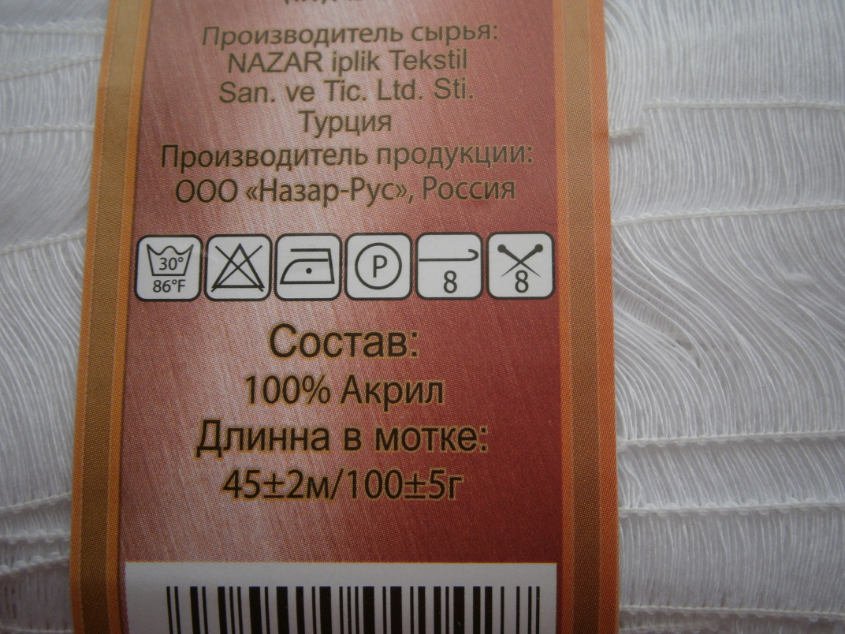 Производитель сырья:
NAZAR iplik Tekstil
San. ve Tic. Ltd. Sti.
Турция
Производитель продукции:
ООО «Назар-Рус», Россия
30° P
86°F 8 8
Состав:
100% Акрил
Длинна в мотке:
45±2м/100±5г